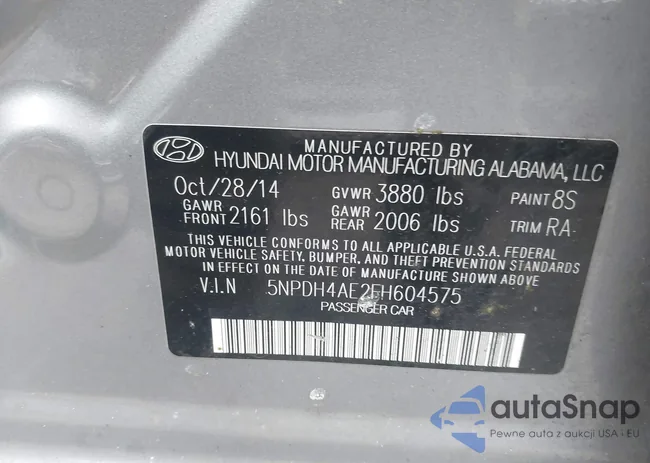 MANUFACTURED BY
HYUNDAI MOTOR MANUFACTURING ALABAMA, LLC
Oct/28/14 GVWR 3880 lbs PAINT 8S
GAWR FRONT 2161 lbs GAWR REAR 2006 lbs TRIM RA
THIS VEHICLE CONFORMS TO ALL APPLICABLE U.S.A. FEDERAL
MOTOR VEHICLE SAFETY, BUMPER, AND THEFT PREVENTION STANDARDS
IN EFFECT ON THE DATE OF MANUFACTURE SHOWN ABOVE
V.I.N 5NPDH4AE2FH604575
PASSENGER CAR
autoSnap
Pewne auta z aukcji USA - EU